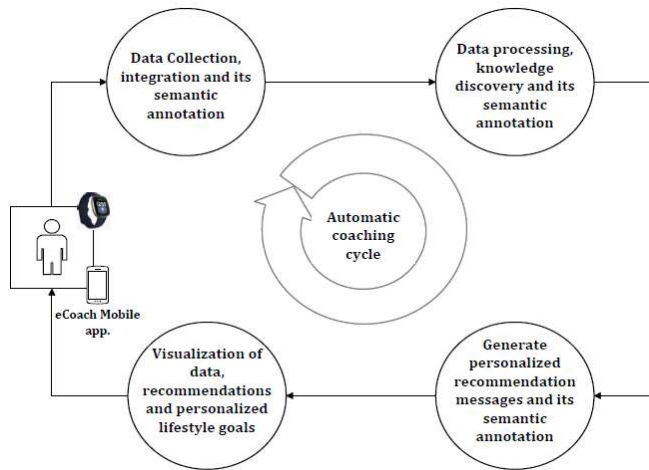 Data Collection,
integration and its
semantic
annotation
Data processing,
knowledge
discovery and its
semantic
annotation
Automatic
coaching
cycle
eCoach Mobile
app.
Visualization of
data,
recommendations
and personalized
lifestyle goals
Generate
personalized
recommendation
messages and its
semantic
annotation